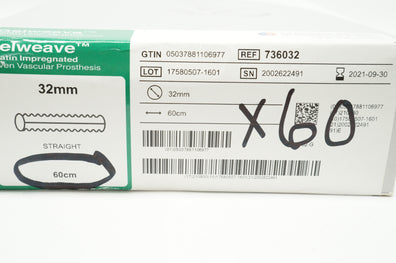 elweave™
atin Impregnated
en Vascular Prosthesis
GTIN 05037881106977 REF 736032
LOT 17580507-1601 SN 2002622491 2021-09-30
32mm
32mm
60cm
X60
STRAIGHT
60cm